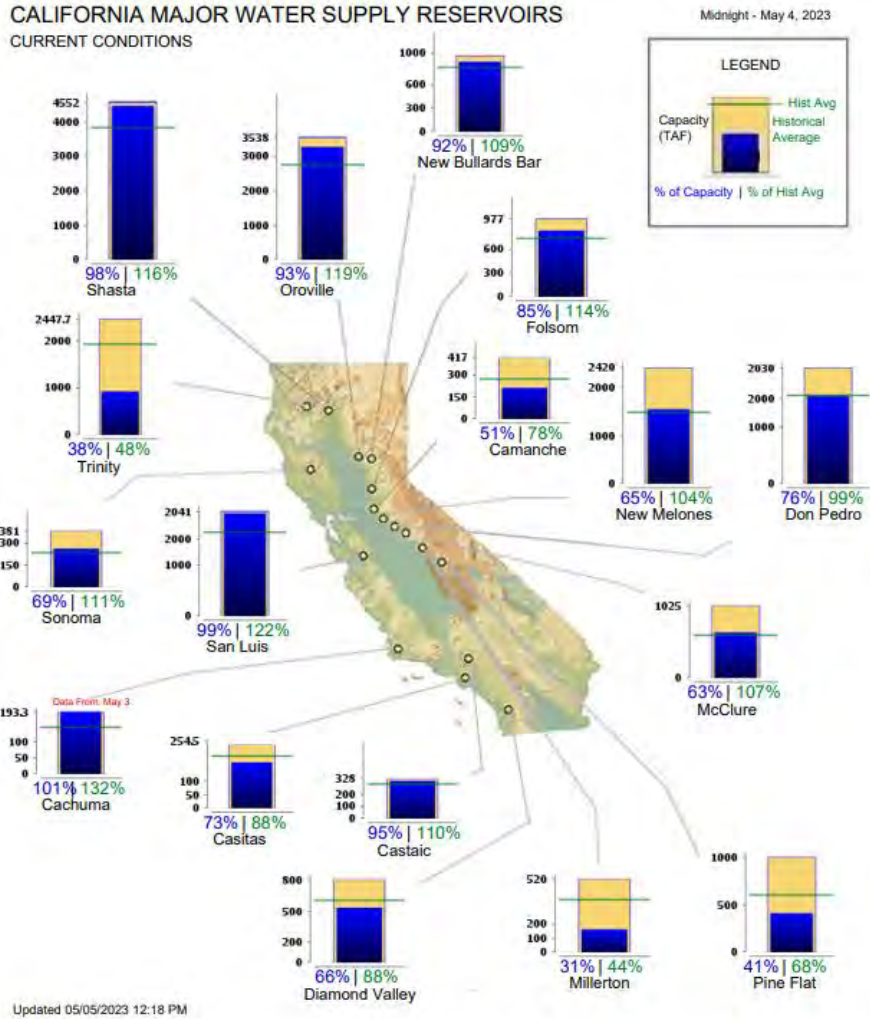 CALIFORNIA MAJOR WATER SUPPLY RESERVOIRS
CURRENT CONDITIONS
Midnight - May 4, 2023
LEGEND
Capacity
(TAF)
Hist Avg
Historical
Average
% of Capacity | % of Hist Avg
4552
4000
3000
2000
1000
0
98% | 116%
Shasta
3538
3000
2000
1000
0
93% | 119%
Oroville
1000
600
300
0
92% | 109%
New Bullards Bar
977
600
300
0
85% | 114%
Folsom
2447.7
2000
1000
0
38% | 48%
Trinity
417
300
150
0
51% | 78%
Camanche
2420
2000
1000
0
65% | 104%
New Melones
2030
2000
1000
0
76% | 99%
Don Pedro
381
300
150
0
69% | 111%
Sonoma
2041
2000
1000
0
99% | 122%
San Luis
1025
0
63% | 107%
McClure
Data From: May 3
193.3
100
50
0
101% | 132%
Cachuma
254.5
100
50
0
73% | 88%
Casitas
325
200
100
0
95% | 110%
Castaic
800
500
200
0
66% | 88%
Diamond Valley
520
200
100
0
31% | 44%
Millerton
1000
500
0
41% | 68%
Pine Flat
Updated 05/05/2023 12:18 PM